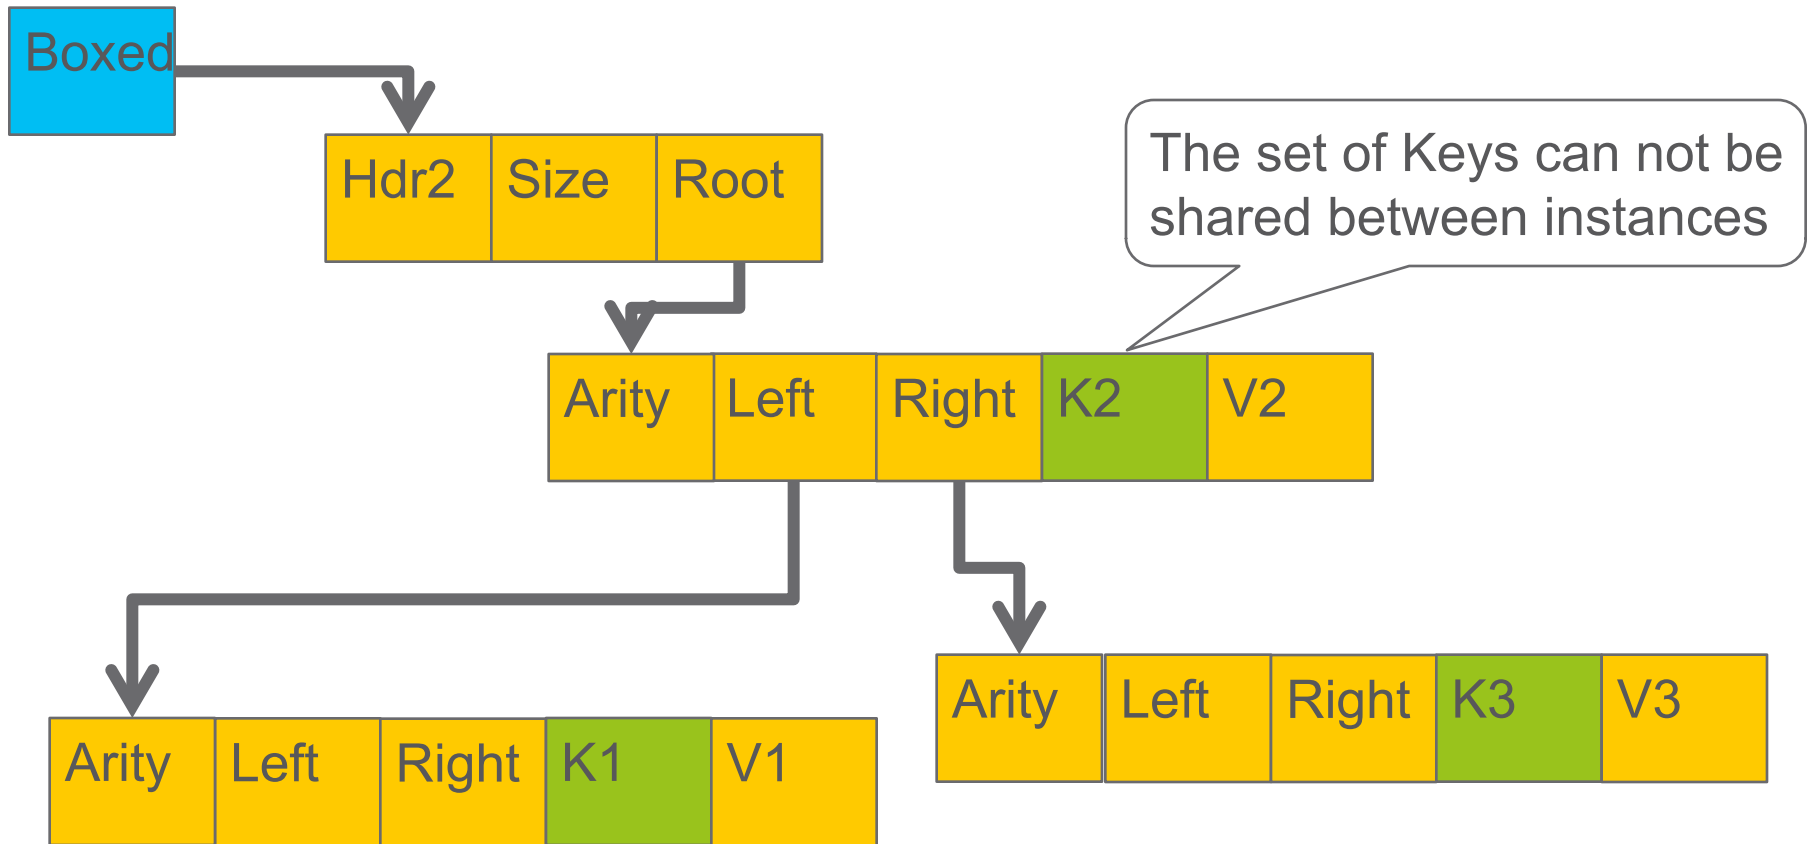 Boxed
Hdr2 Size Root
The set of Keys can not be
shared between instances
Arity Left Right K2 V2
Arity Left Right K3 V3
Arity Left Right K1 V1